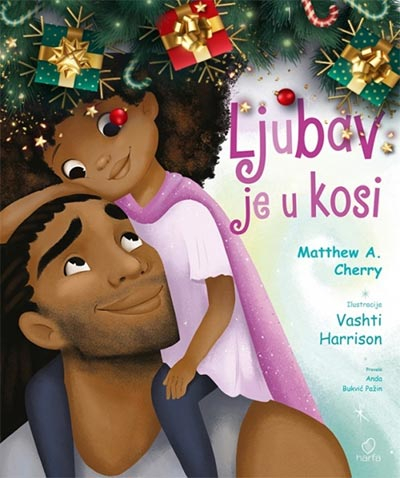 Ljubav
je u kosi
Matthew A.
Cherry
Ilustracije
Vashti
Harrison
Prevela
Anda
Bukvić Pažin
harfa